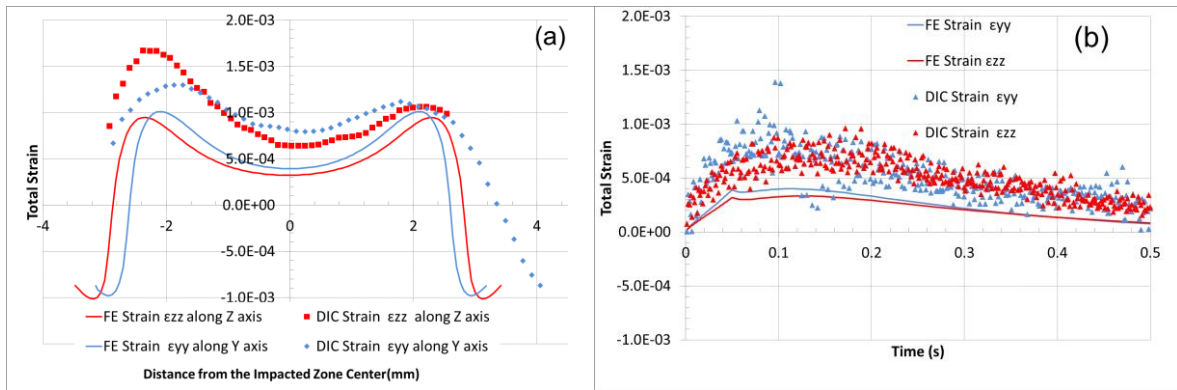 (a)
2.0E-03
1.5E-03
1.0E-03
5.0E-04
0.0E+00
-5.0E-04
-1.0E-03
-4
-2
0
2
4
Total Strain
FE Strain εzz along Z axis
DIC Strain εzz along Z axis
FE Strain εyy along Y axis
DIC Strain εyy along Y axis
Distance from the Impacted Zone Center(mm)
(b)
2.0E-03
1.5E-03
1.0E-03
5.0E-04
0.0E+00
-5.0E-04
-1.0E-03
0
0.1
0.2
0.3
0.4
0.5
Total Strain
FE Strain εyy
FE Strain εzz
DIC Strain εyy
DIC Strain εzz
Time (s)